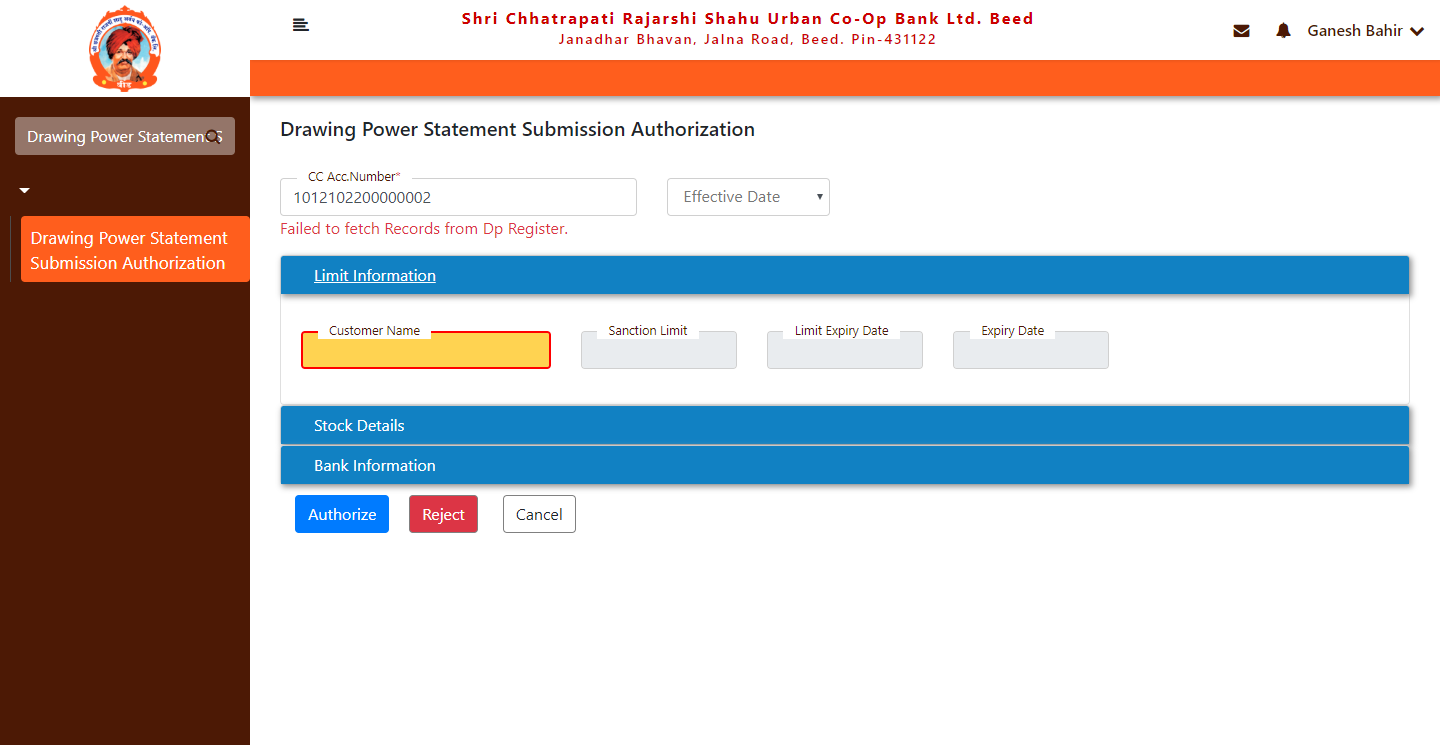 Shri Chhatrapati Rajarshi Shahu Urban Co-Op Bank Ltd. Beed
Janadhar Bhavan, Jalna Road, Beed. Pin-431122
Ganesh Bahir
बीड
Drawing Power Statement S
Drawing Power Statement
Submission Authorization
Drawing Power Statement Submission Authorization
CC Acc.Number*
1012102200000002
Effective Date
Failed to fetch Records from Dp Register.
Limit Information
Customer Name
Sanction Limit
Limit Expiry Date
Expiry Date
Stock Details
Bank Information
Authorize
Reject
Cancel